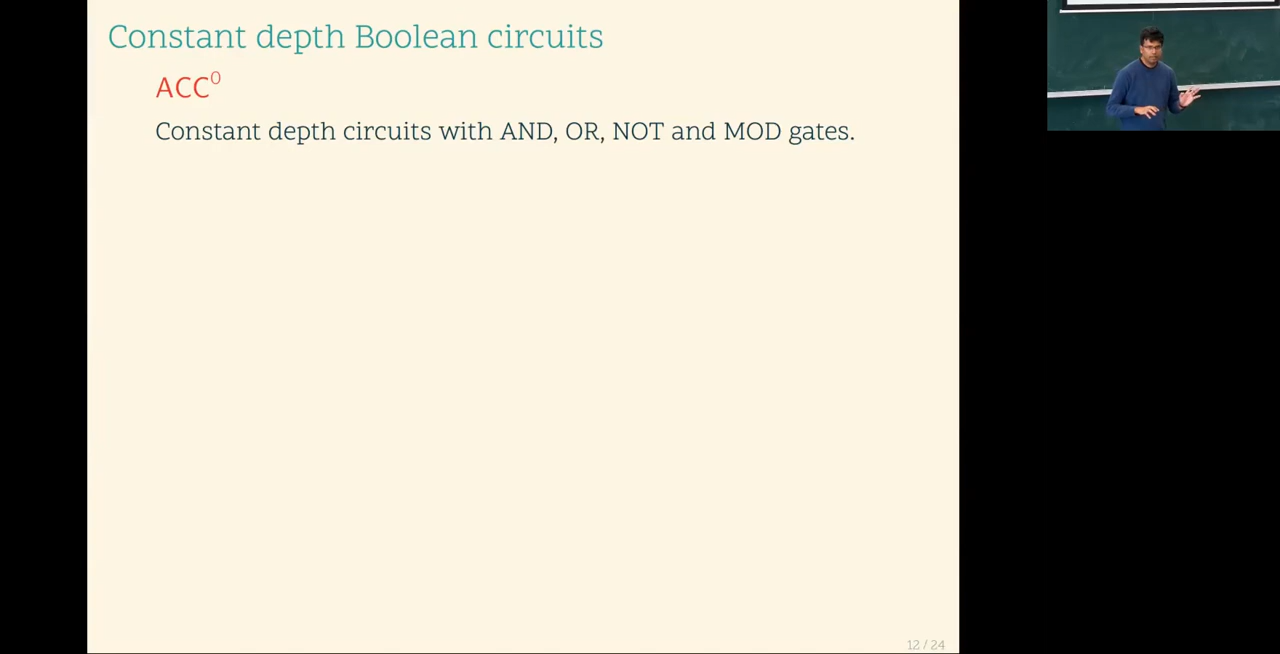 Constant depth Boolean circuits
ACC⁰
Constant depth circuits with AND, OR, NOT and MOD gates.
12 / 24